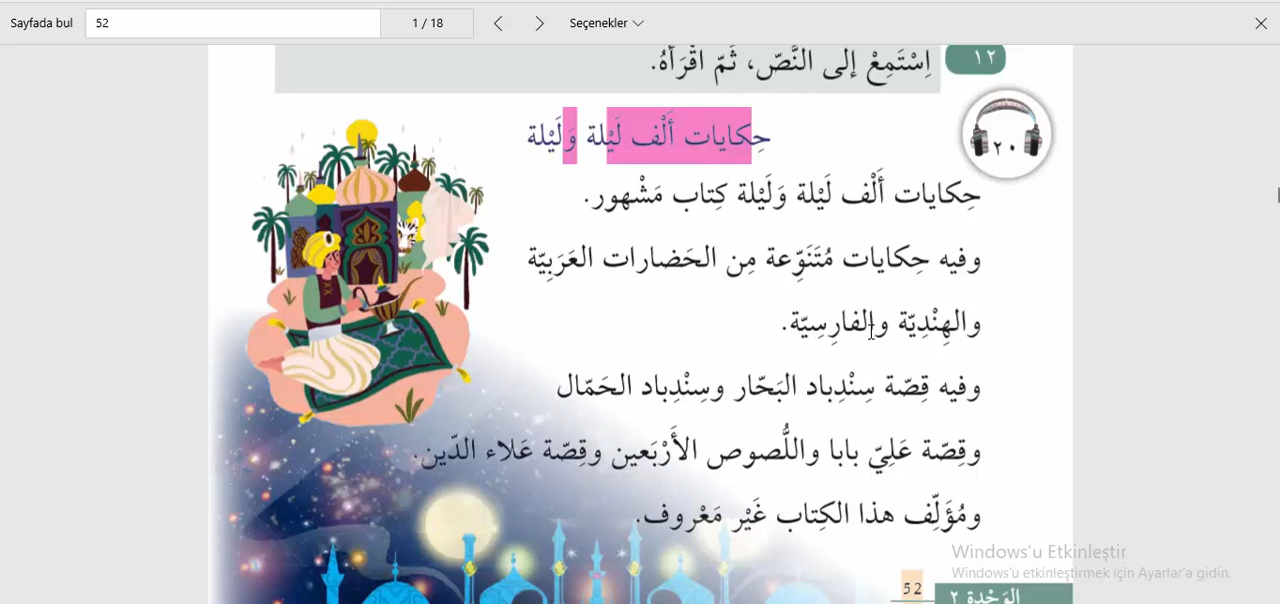 Sayfada bul 52 1 / 18 Seçenekler
١٢ اِسْتَمِعْ إلى النَّصّ، ثُمّ اقْرَأْهُ.
٢٠
حِكايات أَلْف لَيْلة وَلَيْلة
حِكايات أَلْف لَيْلة وَلَيْلة كِتاب مَشْهور.
وفيه حِكايات مُتَنَوِّعة مِن الحَضارات العَرَبِيّة
والهِنْدِيّة والفارِسِيّة.
وفيه قِصّة سِنْدِباد البَحّار وسِنْدِباد الحَمّال
وقِصّة عَلِيّ بابا واللُّصوص الأَرْبَعين وقِصّة عَلاء الدّين.
ومُؤَلِّف هذا الكِتاب غَيْر مَعْروف.
Windows'u Etkinleştir
Windows'u etkinleştirmek için Ayarlar'a gidin.
52
الوَحْدة ٢